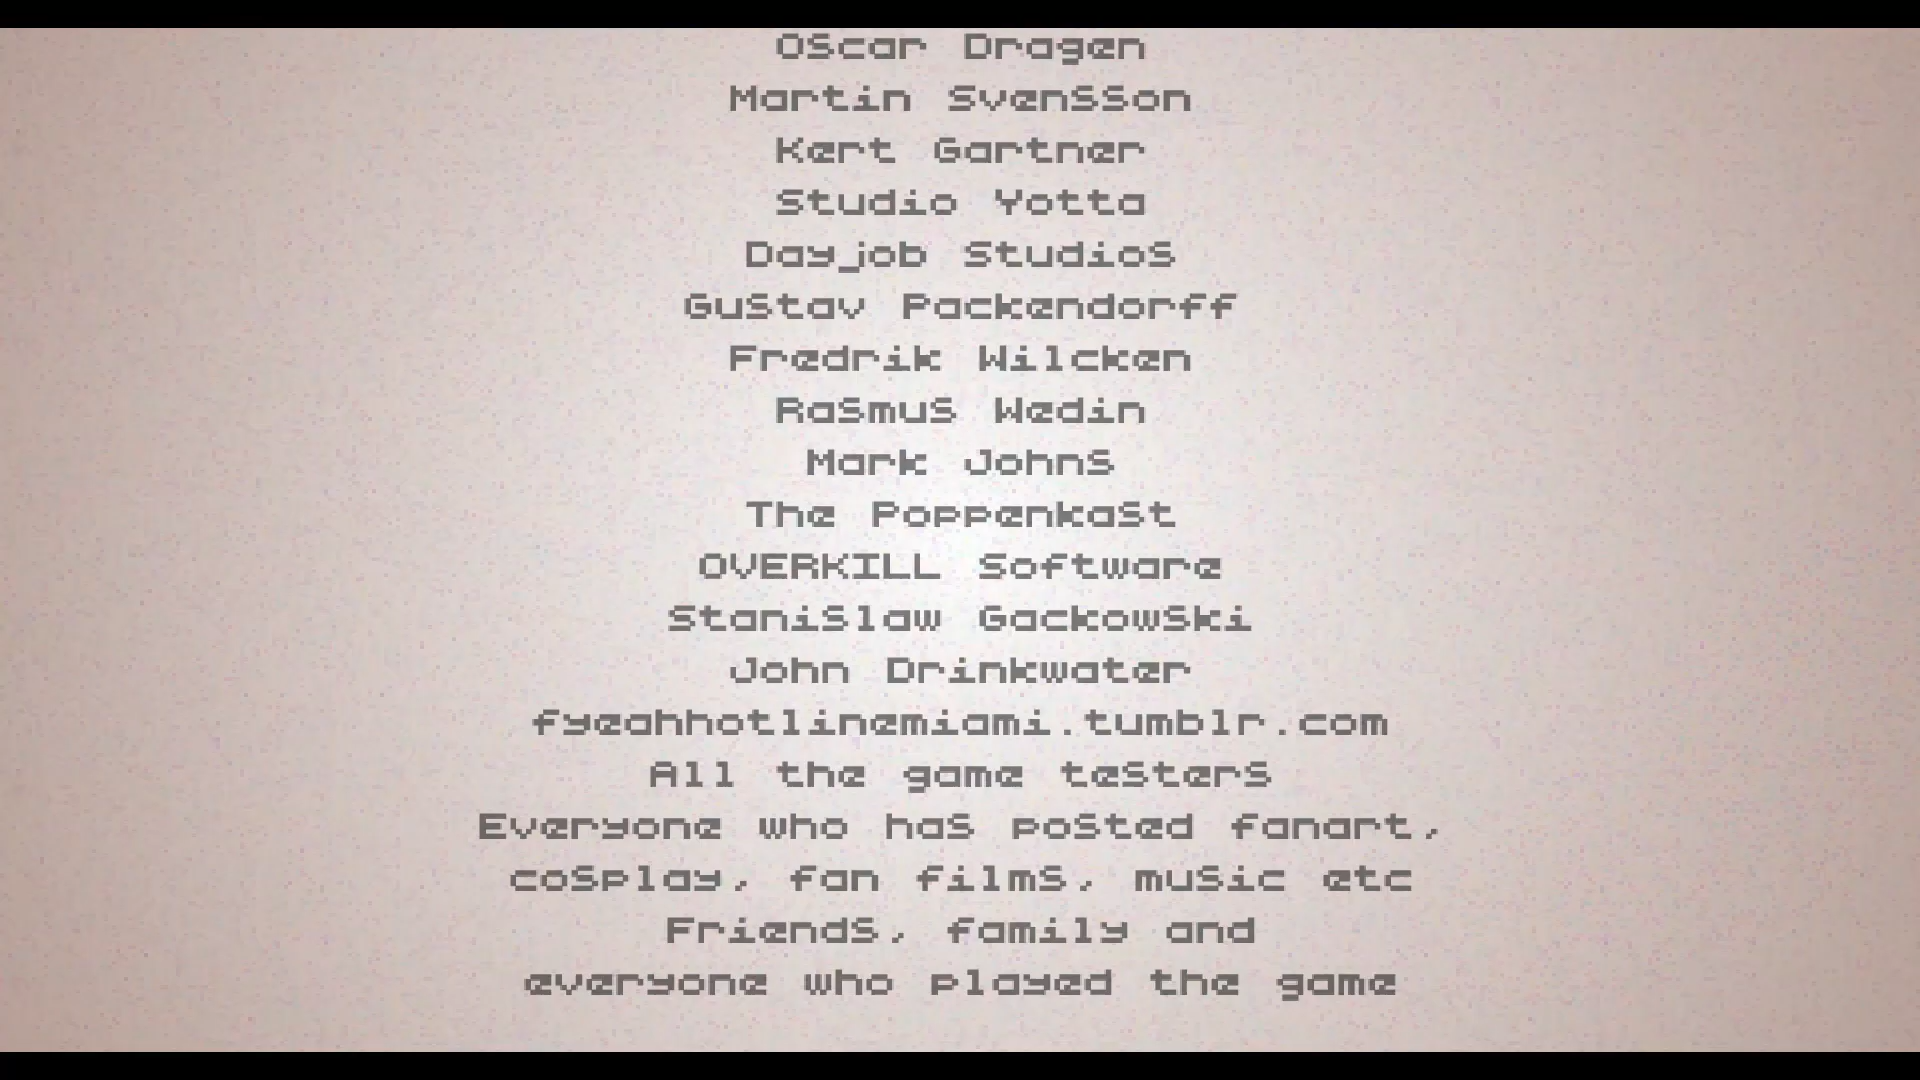 Oscar Dragen
Martin Svensson
Kert Gartner
Studio Yotta
Dayjob Studios
Gustav Packendorff
Fredrik Wilcken
Rasmus Wedin
Mark Johns
The Poppenkast
OVERKILL Software
Stanislaw Gackowski
John Drinkwater
fyeahhotlinemiami.tumblr.com
All the game testers
Everyone who has posted fanart,
cosplay, fan films, music etc
Friends, family and
everyone who played the game